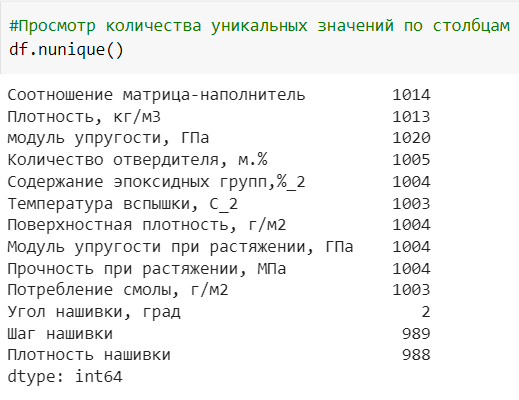 #Просмотр количества уникальных значений по столбцам
df.nunique()
Соотношение матрица-наполнитель 1014
Плотность, кг/м3 1013
модуль упругости, ГПа 1020
Количество отвердителя, м.% 1005
Содержание эпоксидных групп,%_2 1004
Температура вспышки, С_2 1003
Поверхностная плотность, г/м2 1004
Модуль упругости при растяжении, ГПа 1004
Прочность при растяжении, МПа 1004
Потребление смолы, г/м2 1003
Угол нашивки, град 2
Шаг нашивки 989
Плотность нашивки 988
dtype: int64